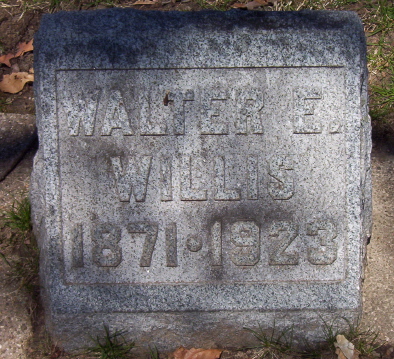 WALTER E.
WILLIS
1871 • 1923